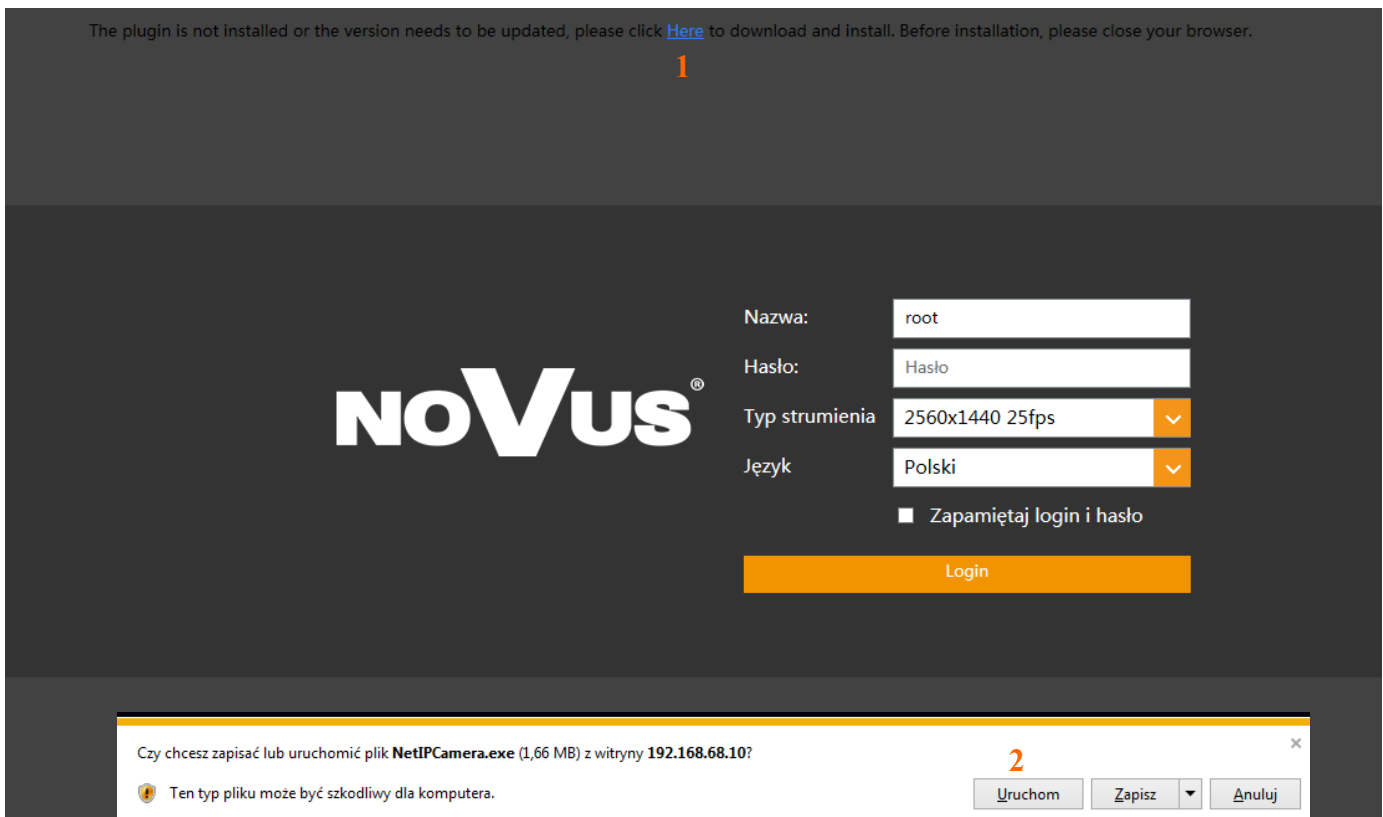 The plugin is not installed or the version needs to be updated, please click Here to download and install. Before installation, please close your browser.
1
NOVUS®
Nazwa:
root
Hasło:
Hasło
Typ strumienia
2560x1440 25fps
Język
Polski
Zapamiętaj login i hasło
Login
Czy chcesz zapisać lub uruchomić plik NetIPCamera.exe (1,66 MB) z witryny 192.168.68.10?
2
Ten typ pliku może być szkodliwy dla komputera.
Uruchom
Zapisz
Anuluj